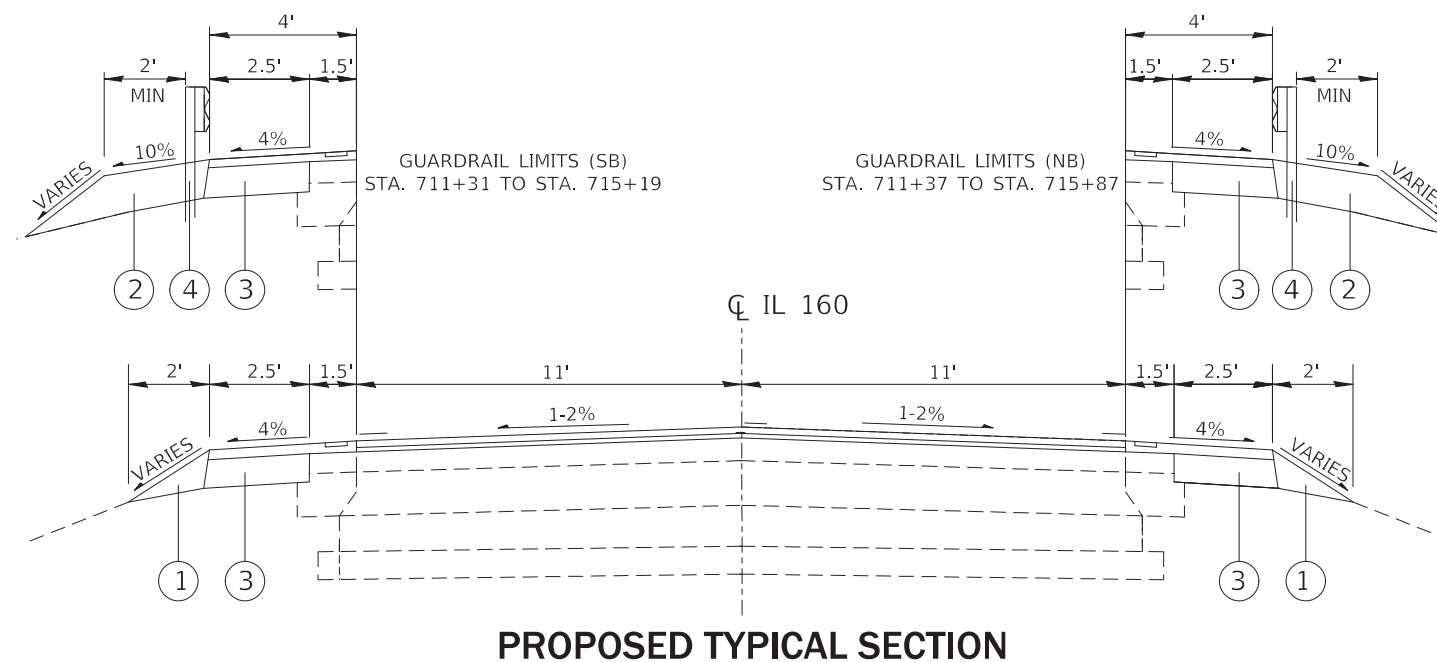 4' 4'
2' 2.5' 1.5' 1.5' 2.5' 2'
MIN MIN
VARIES 10% 4% 4% 10% VARIES
GUARDRAIL LIMITS (SB)
STA. 711+31 TO STA. 715+19
GUARDRAIL LIMITS (NB)
STA. 711+37 TO STA. 715+87
2 4 3 3 4 2
℄ IL 160
2' 2.5' 1.5' 11' 11' 1.5' 2.5' 2'
VARIES 4% 1-2% 1-2% 4% VARIES
1 3 3 1
PROPOSED TYPICAL SECTION